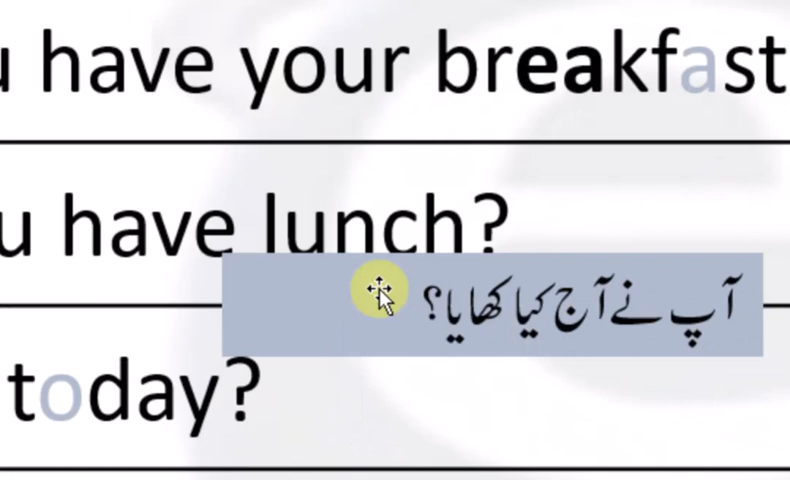 have your breakfast
have lunch?
آپ نے آج کیا کھایا؟
today?